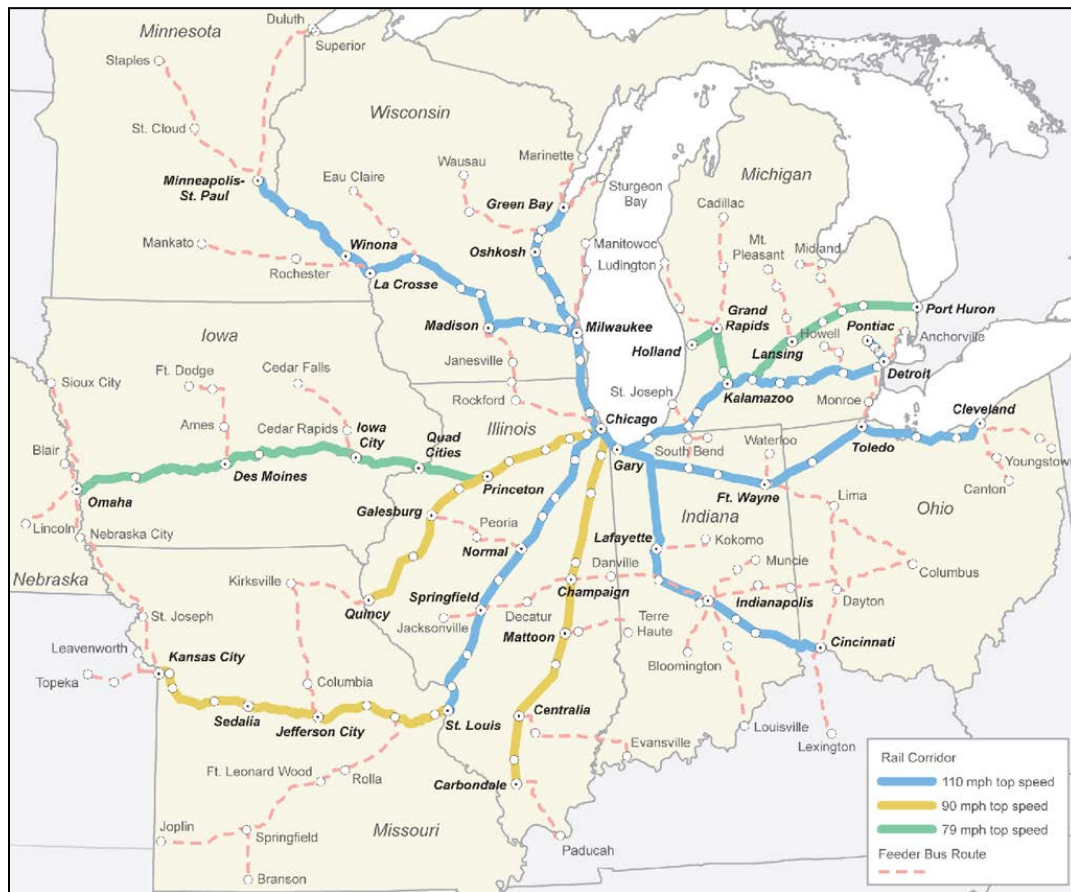 Duluth
Minnesota
Superior
Staples
Wisconsin
St. Cloud
Marinette
Wausau
Minneapolis-
St. Paul
Eau Claire
Sturgeon
Bay
Michigan
Green Bay
Cadillac
Mankato
Winona
Oshkosh
Manitowoc
Mt.
Pleasant
Midland
Rochester
Ludington
La Crosse
Grand
Rapids
Port Huron
Madison
Milwaukee
Pontiac
Iowa
Holland
Lansing
Howell
Anchorville
Janesville
Detroit
Sioux City
Ft. Dodge
Cedar Falls
St. Joseph
Kalamazoo
Rockford
Monroe
Cleveland
Ames
Cedar Rapids
Iowa
City
Illinois
Chicago
Quad
Cities
Waterloo
Toledo
Blair
Gary
South Bend
Youngstown
Des Moines
Princeton
Ft. Wayne
Canton
Omaha
Lima
Galesburg
Ohio
Lincoln
Peoria
Indiana
Nebraska City
Normal
Lafayette
Kokomo
Nebraska
Kirksville
Danville
Muncie
Columbus
Springfield
Champaign
Quincy
Decatur
Indianapolis
Dayton
St. Joseph
Jacksonville
Terre
Haute
Mattoon
Leavenworth
Cincinnati
Kansas City
Bloomington
Topeka
Columbia
Sedalia
Jefferson City
St. Louis
Centralia
Louisville
Lexington
Evansville
Ft. Leonard Wood
Rolla
Carbondale
Joplin
Springfield
Missouri
Branson
Paducah
Rail Corridor
110 mph top speed
90 mph top speed
79 mph top speed
Feeder Bus Route